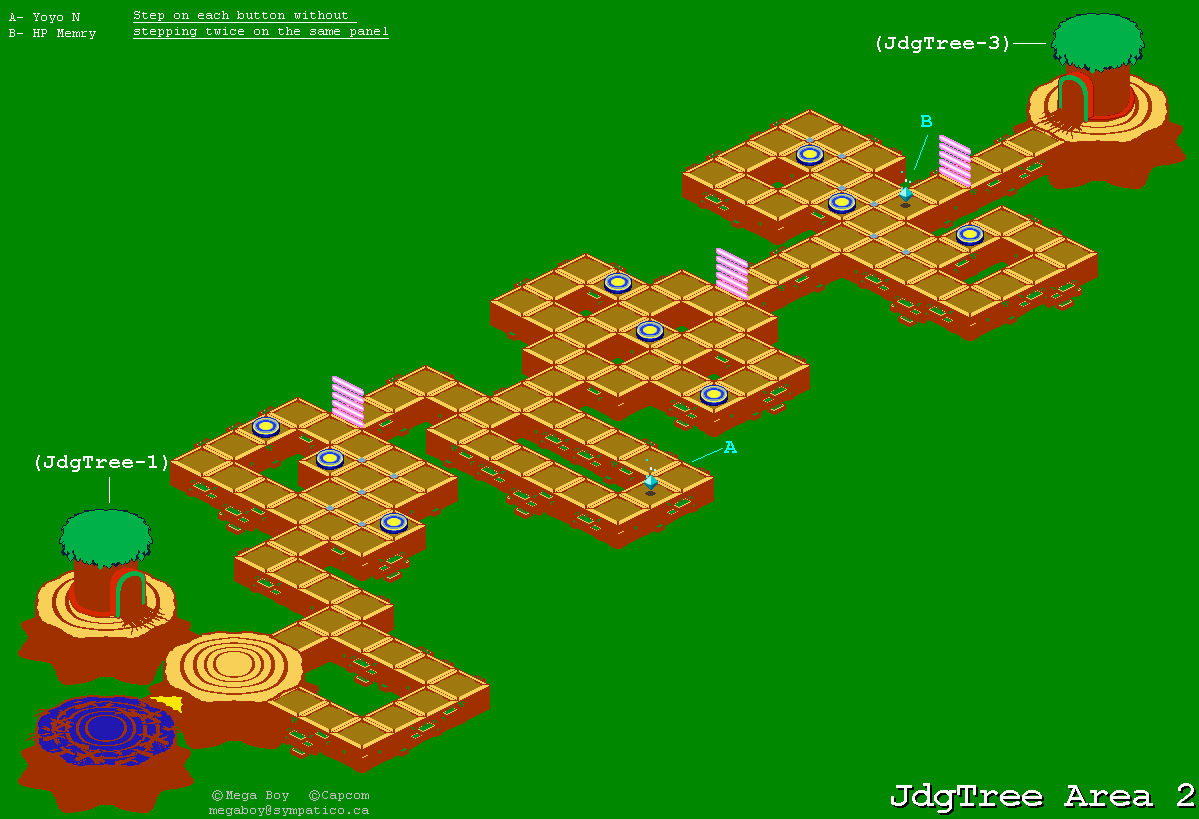 A- Yoyo N
B- HP Memry
Step on each button without
stepping twice on the same panel
(JdgTree-3)
B
A
(JdgTree-1)
©Mega Boy ©Capcom
megaboy@sympatico.ca
JdgTree Area 2